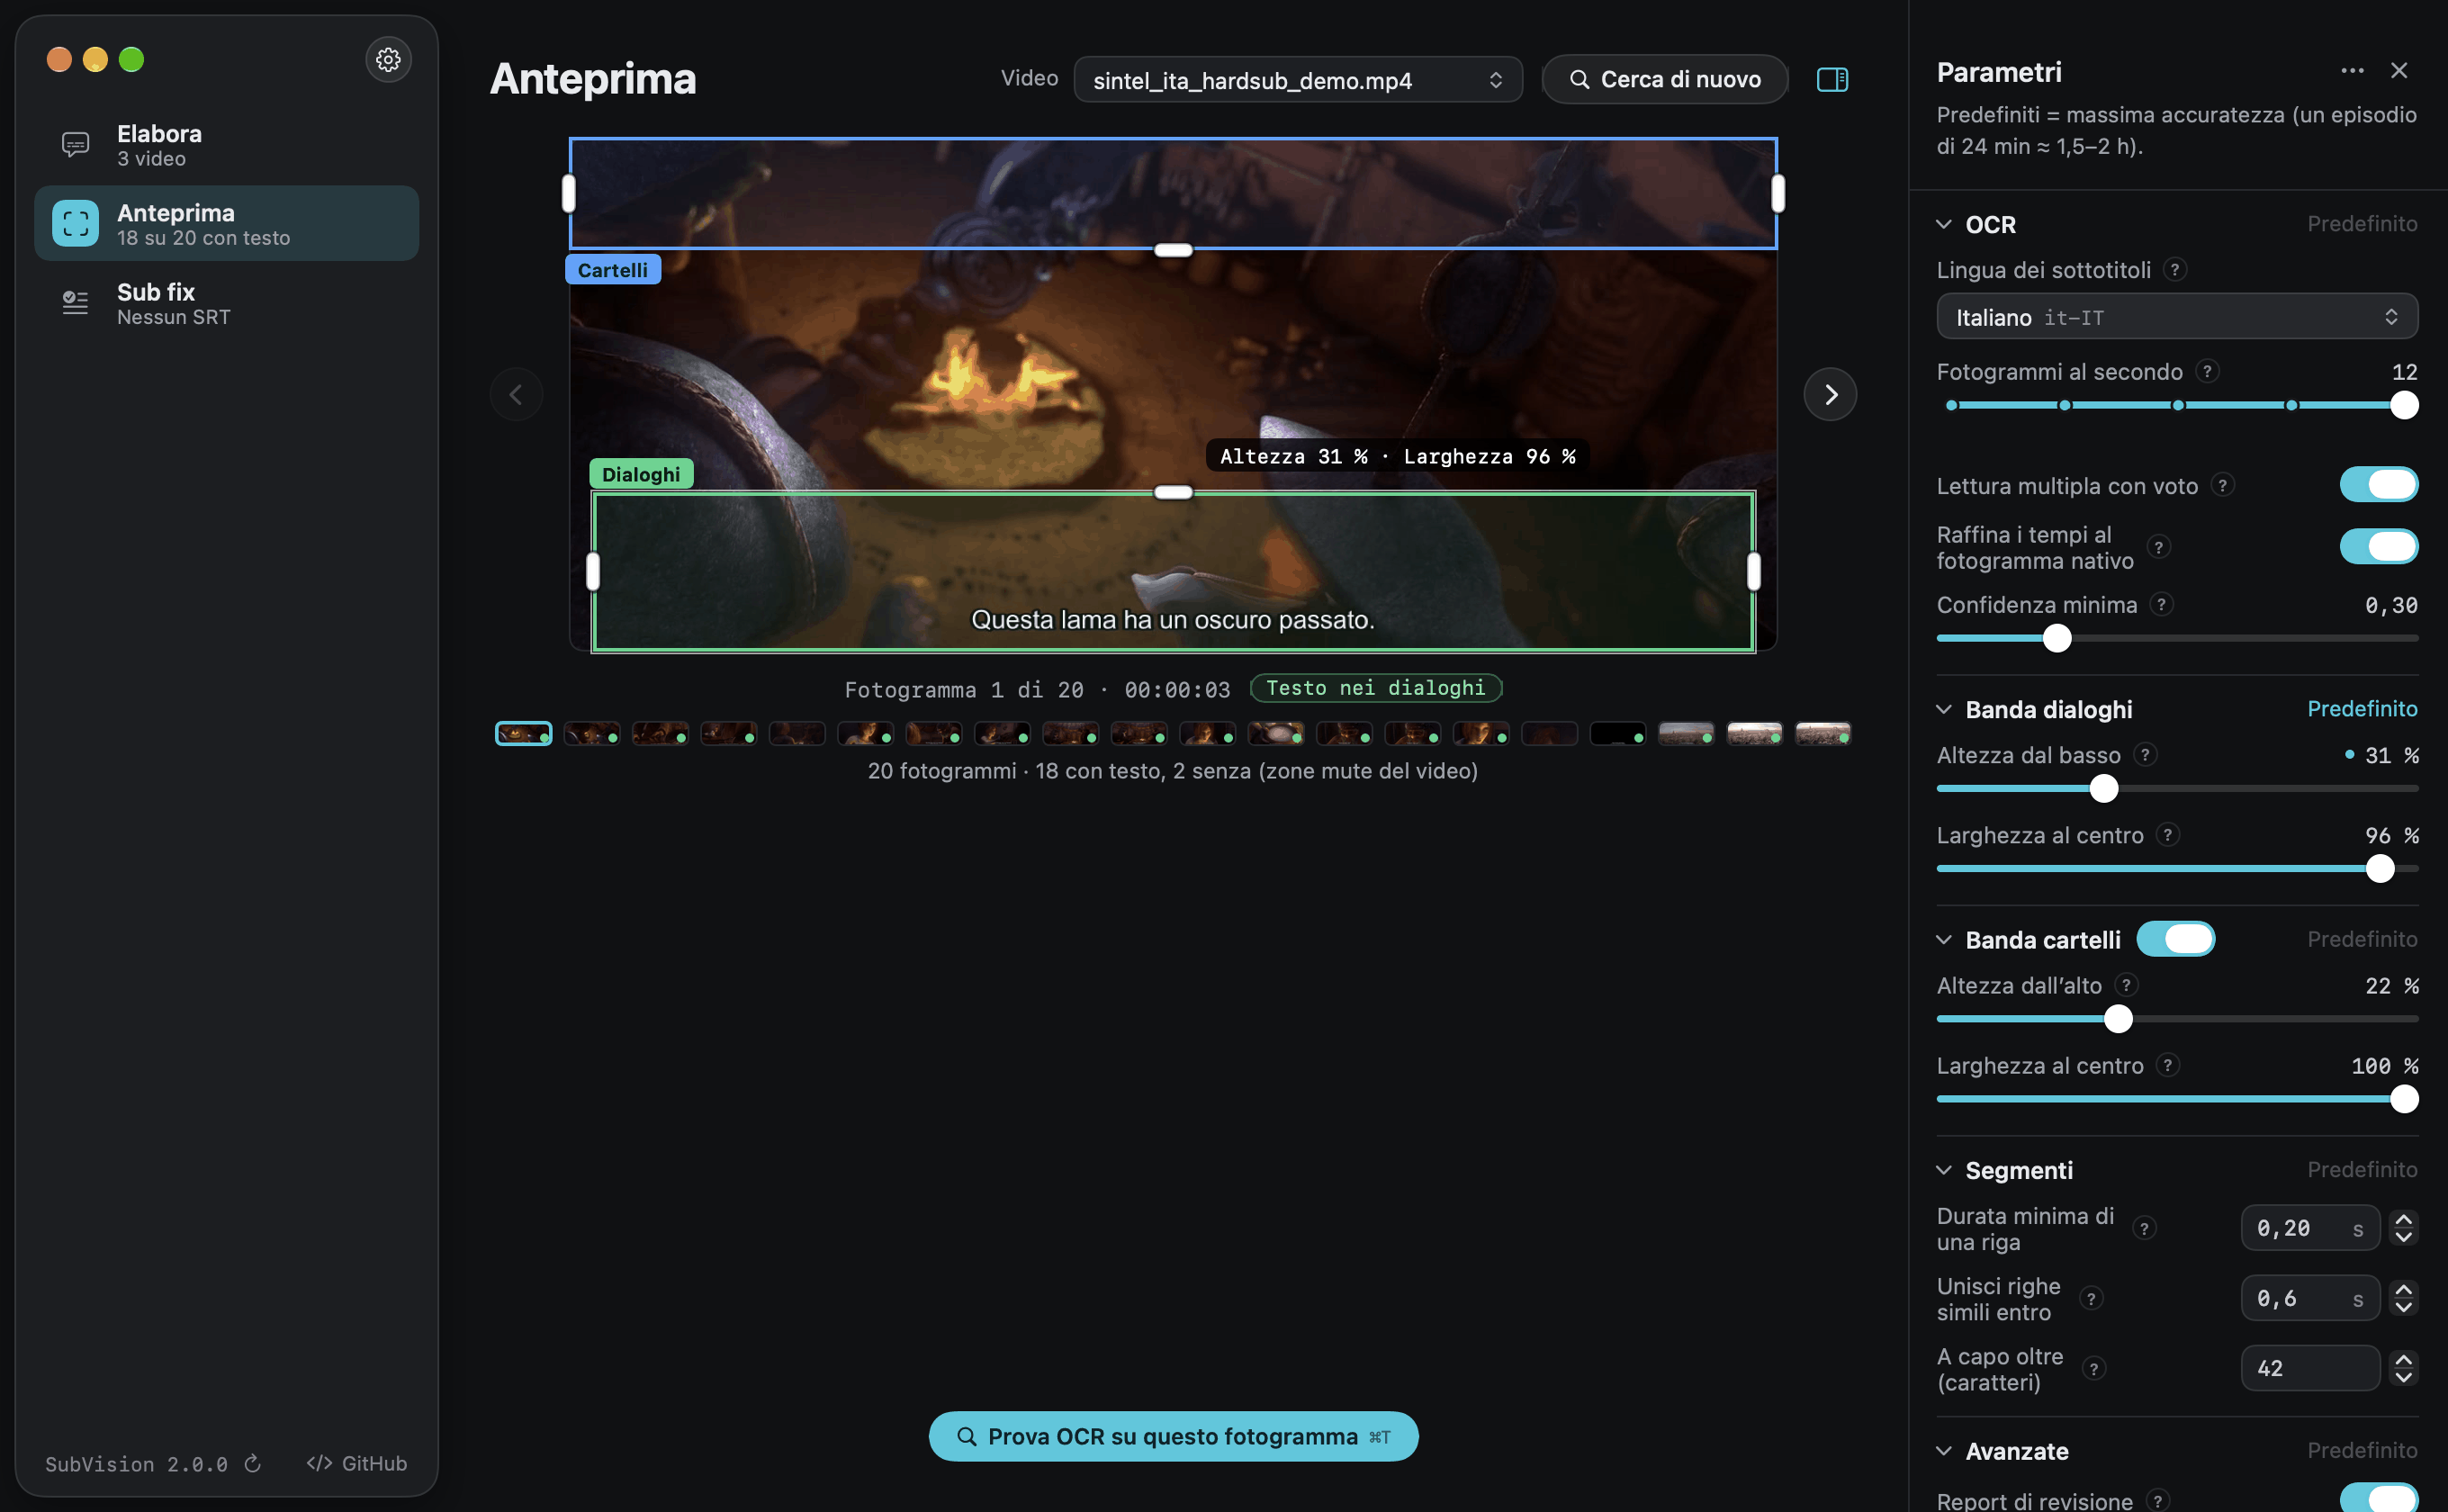 Elabora
3 video
Anteprima
18 su 20 con testo
Sub fix
Nessun SRT
SubVision 2.0.0
</> GitHub
Anteprima
Video
sintel_ita_hardsub_demo.mp4
Cerca di nuovo
Cartelli
Altezza 31 % · Larghezza 96 %
Dialoghi
Questa lama ha un oscuro passato.
Fotogramma 1 di 20 · 00:00:03
Testo nei dialoghi
20 fotogrammi · 18 con testo, 2 senza (zone mute del video)
Prova OCR su questo fotogramma ⌘T
Parametri
Predefiniti = massima accuratezza (un episodio
di 24 min ≈ 1,5–2 h).
OCR
Predefinito
Lingua dei sottotitoli ?
Italiano it-IT
Fotogrammi al secondo ? 12
Lettura multipla con voto ?
Raffina i tempi al
fotogramma nativo ?
Confidenza minima ? 0,30
Banda dialoghi
Predefinito
Altezza dal basso ? 31 %
Larghezza al centro ? 96 %
Banda cartelli
Predefinito
Altezza dall’alto ? 22 %
Larghezza al centro ? 100 %
Segmenti
Predefinito
Durata minima di
una riga ? 0,20 s
Unisci righe
simili entro ? 0,6 s
A capo oltre
(caratteri) ? 42
Avanzate
Predefinito
Report di revisione ?